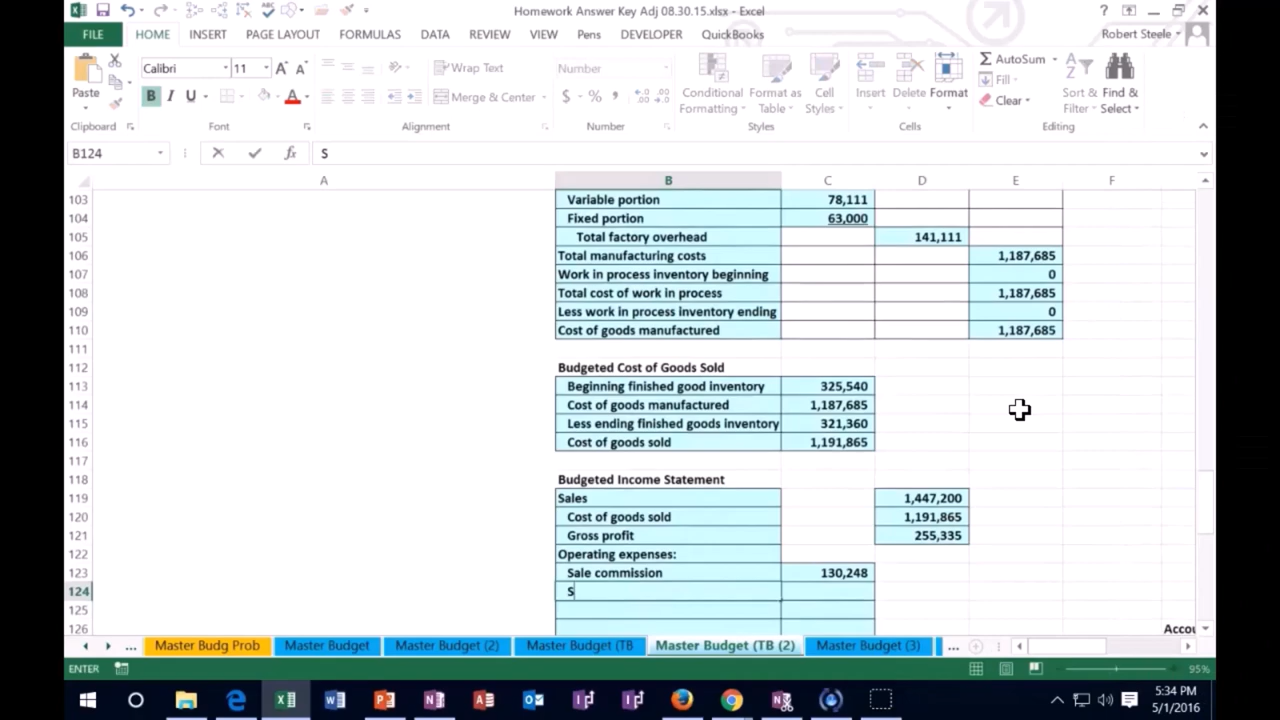 Homework Answer Key Adj 08.30.15.xlsx - Excel
FILE HOME INSERT PAGE LAYOUT FORMULAS DATA REVIEW VIEW Pens DEVELOPER QuickBooks Robert Steele
Calibri 11 Wrap Text Number AutoSum
Paste Fill
B I U Merge & Center $ % Conditional Formatting Format as Table Cell Styles Insert Delete Format Clear Sort & Filter Find & Select
Clipboard Font Alignment Number Styles Cells Editing
B124 fx S
A B C D E F
103 Variable portion 78,111
104 Fixed portion 63,000
105 Total factory overhead 141,111
106 Total manufacturing costs 1,187,685
107 Work in process inventory beginning 0
108 Total cost of work in process 1,187,685
109 Less work in process inventory ending 0
110 Cost of goods manufactured 1,187,685
111
112 Budgeted Cost of Goods Sold
113 Beginning finished good inventory 325,540
114 Cost of goods manufactured 1,187,685
115 Less ending finished goods inventory 321,360
116 Cost of goods sold 1,191,865
117
118 Budgeted Income Statement
119 Sales 1,447,200
120 Cost of goods sold 1,191,865
121 Gross profit 255,335
122 Operating expenses:
123 Sale commission 130,248
124 S
125
126 Accou
... Master Budg Prob Master Budget Master Budget (2) Master Budget (TB Master Budget (TB (2) Master Budget (3) ...
ENTER 95%
5:34 PM
5/1/2016